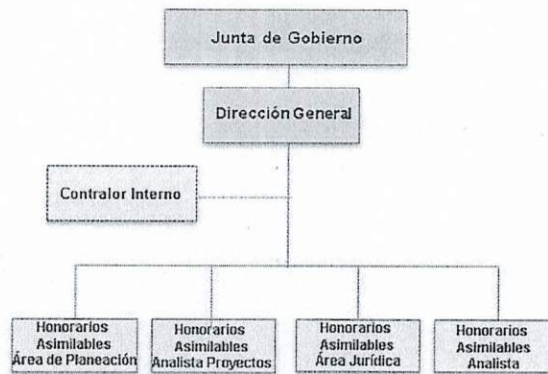 Junta de Gobierno
Dirección General
Contralor Interno
Honorarios
Asimilables
Área de Planeación
Honorarios
Asimilables
Analista Proyectos
Honorarios
Asimilables
Área Jurídica
Honorarios
Asimilables
Analista